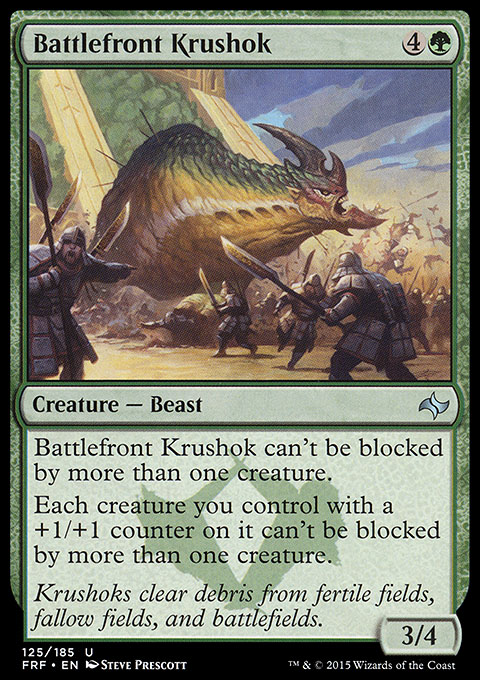 Battlefront Krushok 4
Creature — Beast
Battlefront Krushok can't be blocked
by more than one creature.
Each creature you control with a
+1/+1 counter on it can't be blocked
by more than one creature.
Krushoks clear debris from fertile fields,
fallow fields, and battlefields.
3/4
125/185 U
FRF • EN Steve Prescott
™ & © 2015 Wizards of the Coast